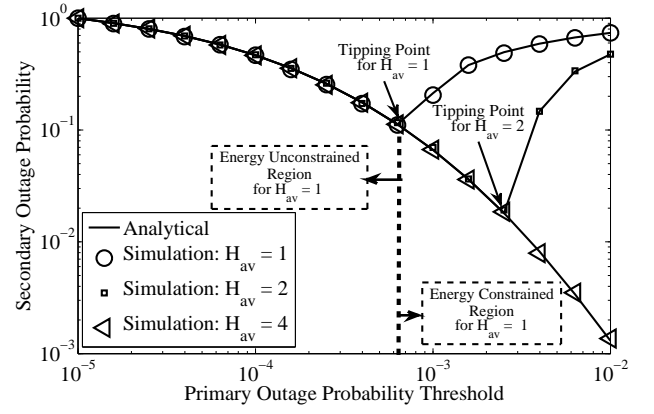 10^0
10^-1
10^-2
10^-3
Secondary Outage Probability
Tipping Point
for H_av = 1
Tipping Point
for H_av = 2
Energy Unconstrained
Region
for H_av = 1
Analytical
Simulation: H_av = 1
Simulation: H_av = 2
Simulation: H_av = 4
Energy Constrained
Region
for H_av = 1
10^-5
10^-4
10^-3
10^-2
Primary Outage Probability Threshold